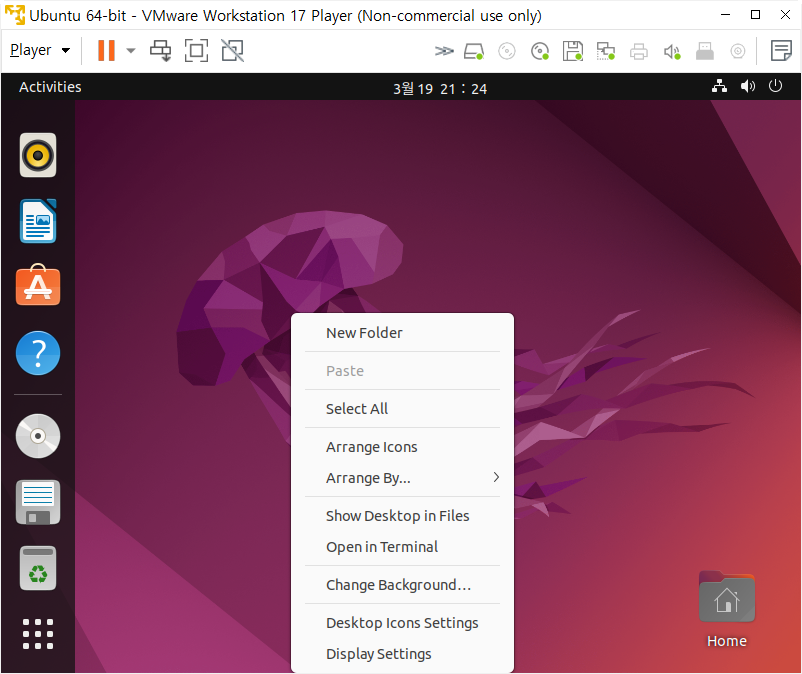 Ubuntu 64-bit - VMware Workstation 17 Player (Non-commercial use only)
Player
Activities
3월 19 21：24
New Folder
Paste
Select All
Arrange Icons
Arrange By...
Show Desktop in Files
Open in Terminal
Change Background…
Desktop Icons Settings
Display Settings
Home